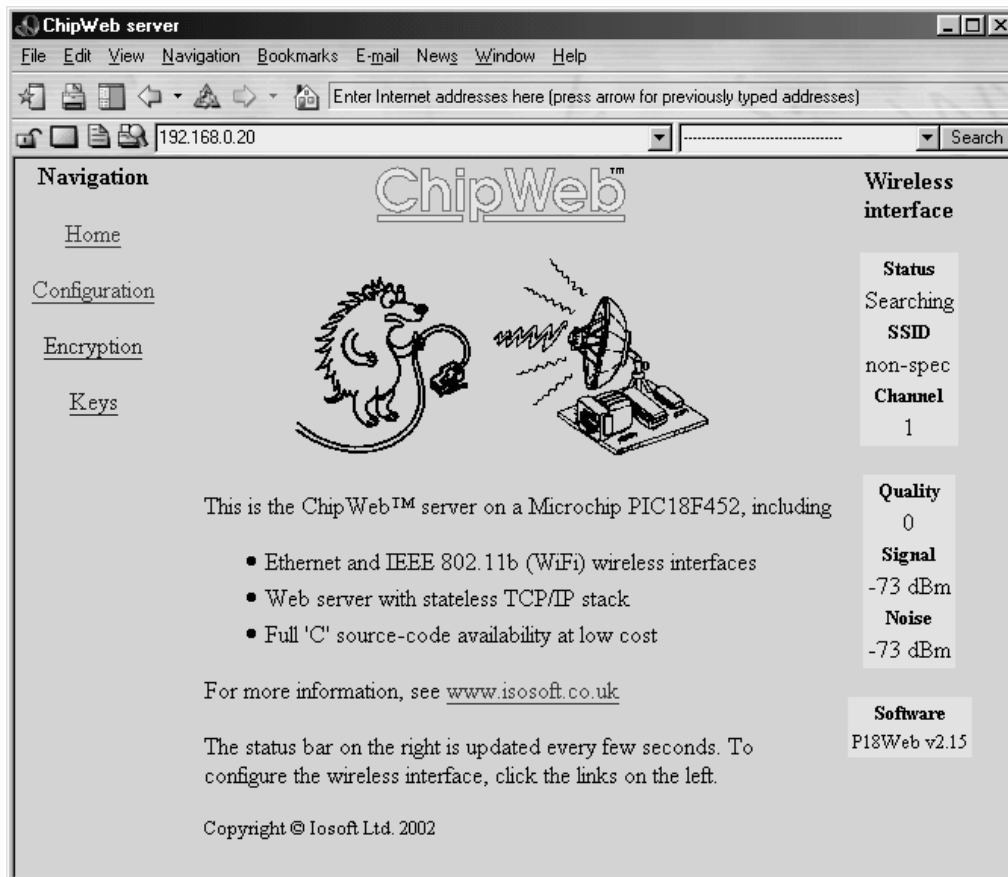 ChipWeb server
File Edit View Navigation Bookmarks E-mail News Window Help
Enter Internet addresses here (press arrow for previously typed addresses)
192.168.0.20
---------------------------------- Search
Navigation
Home
Configuration
Encryption
Keys
ChipWeb™
This is the ChipWeb™ server on a Microchip PIC18F452, including
• Ethernet and IEEE 802.11b (WiFi) wireless interfaces
• Web server with stateless TCP/IP stack
• Full 'C' source-code availability at low cost
For more information, see www.isosoft.co.uk
The status bar on the right is updated every few seconds. To
configure the wireless interface, click the links on the left.
Copyright © Iosoft Ltd. 2002
Wireless
interface
Status
Searching
SSID
non-spec
Channel
1
Quality
0
Signal
-73 dBm
Noise
-73 dBm
Software
P18Web v2.15